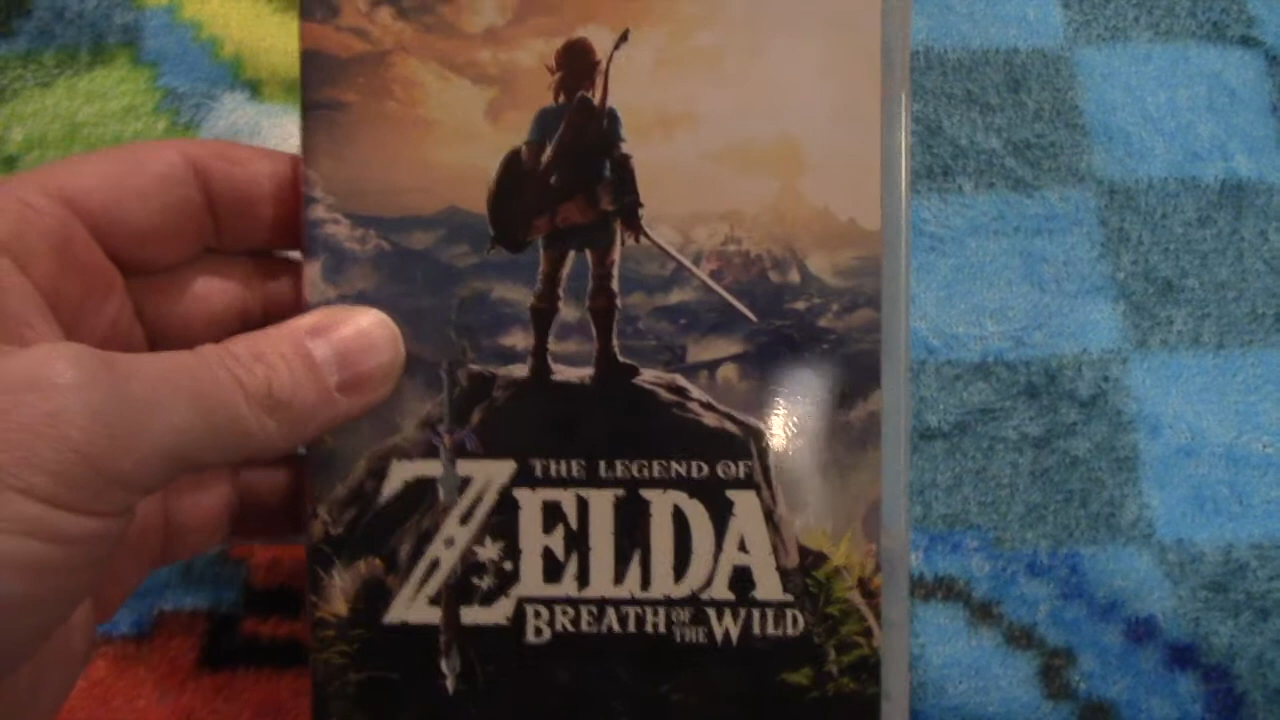 THE LEGEND OF
ZELDA
BREATH OF THE WILD